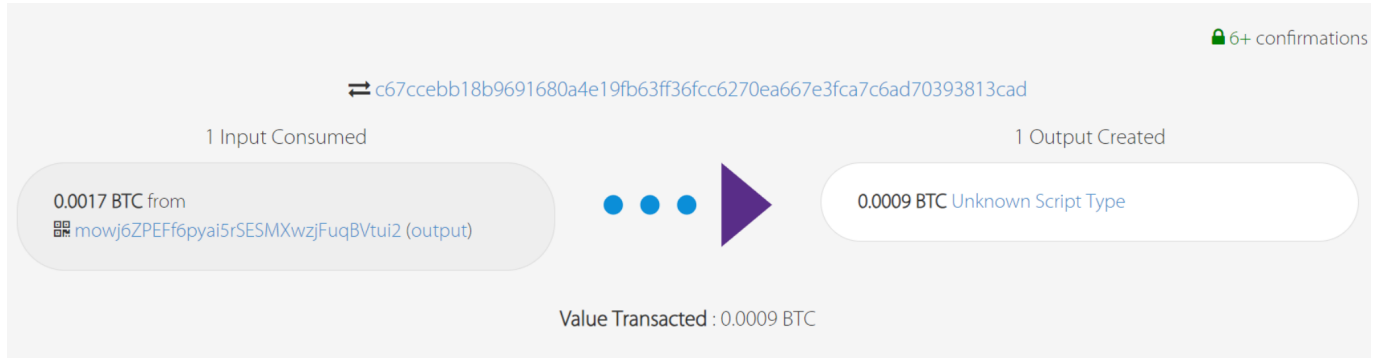 6+ confirmations
c67ccebb18b9691680a4e19fb63ff36fcc6270ea667e3fca7c6ad70393813cad
1 Input Consumed
1 Output Created
0.0017 BTC from
mowj6ZPEFf6pyai5rSESMXwzjFuqBVtui2 (output)
0.0009 BTC Unknown Script Type
Value Transacted : 0.0009 BTC